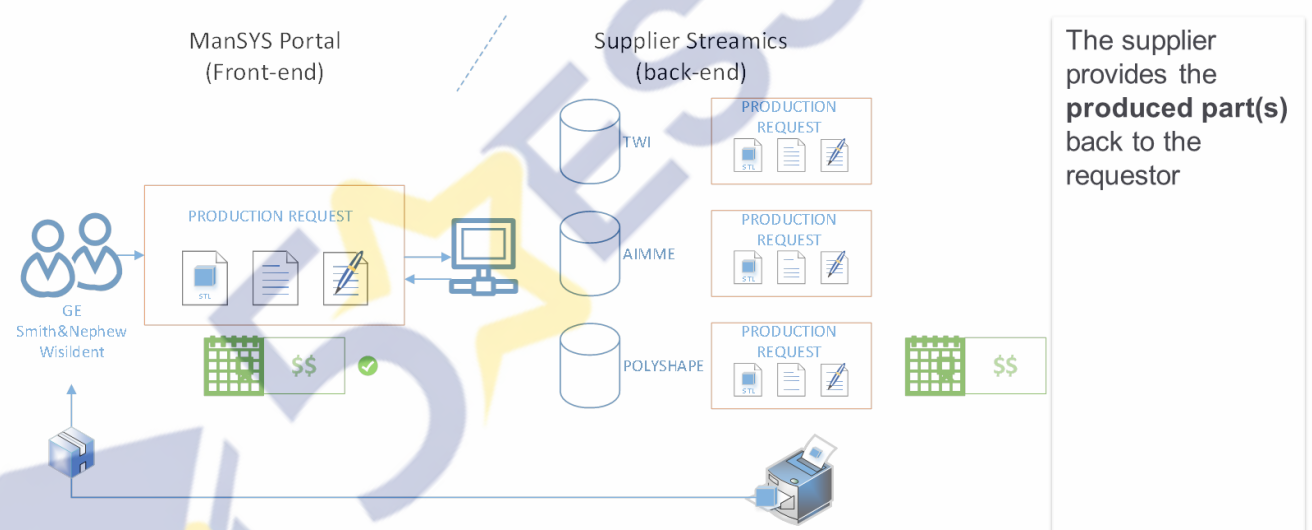 ManSYS Portal
(Front-end)
Supplier Streamics
(back-end)
The supplier
provides the
produced part(s)
back to the
requestor
PRODUCTION REQUEST
STL
GE
Smith&Nephew
Wisildent
$$
TWI
PRODUCTION
REQUEST
STL
AIMME
PRODUCTION
REQUEST
STL
POLYSHAPE
PRODUCTION
REQUEST
STL
$$